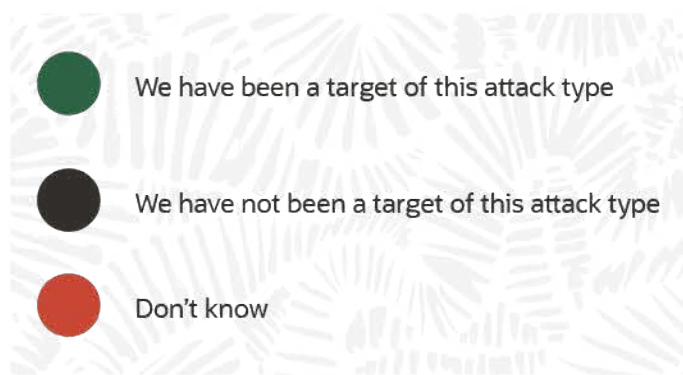 We have been a target of this attack type
We have not been a target of this attack type
Don't know